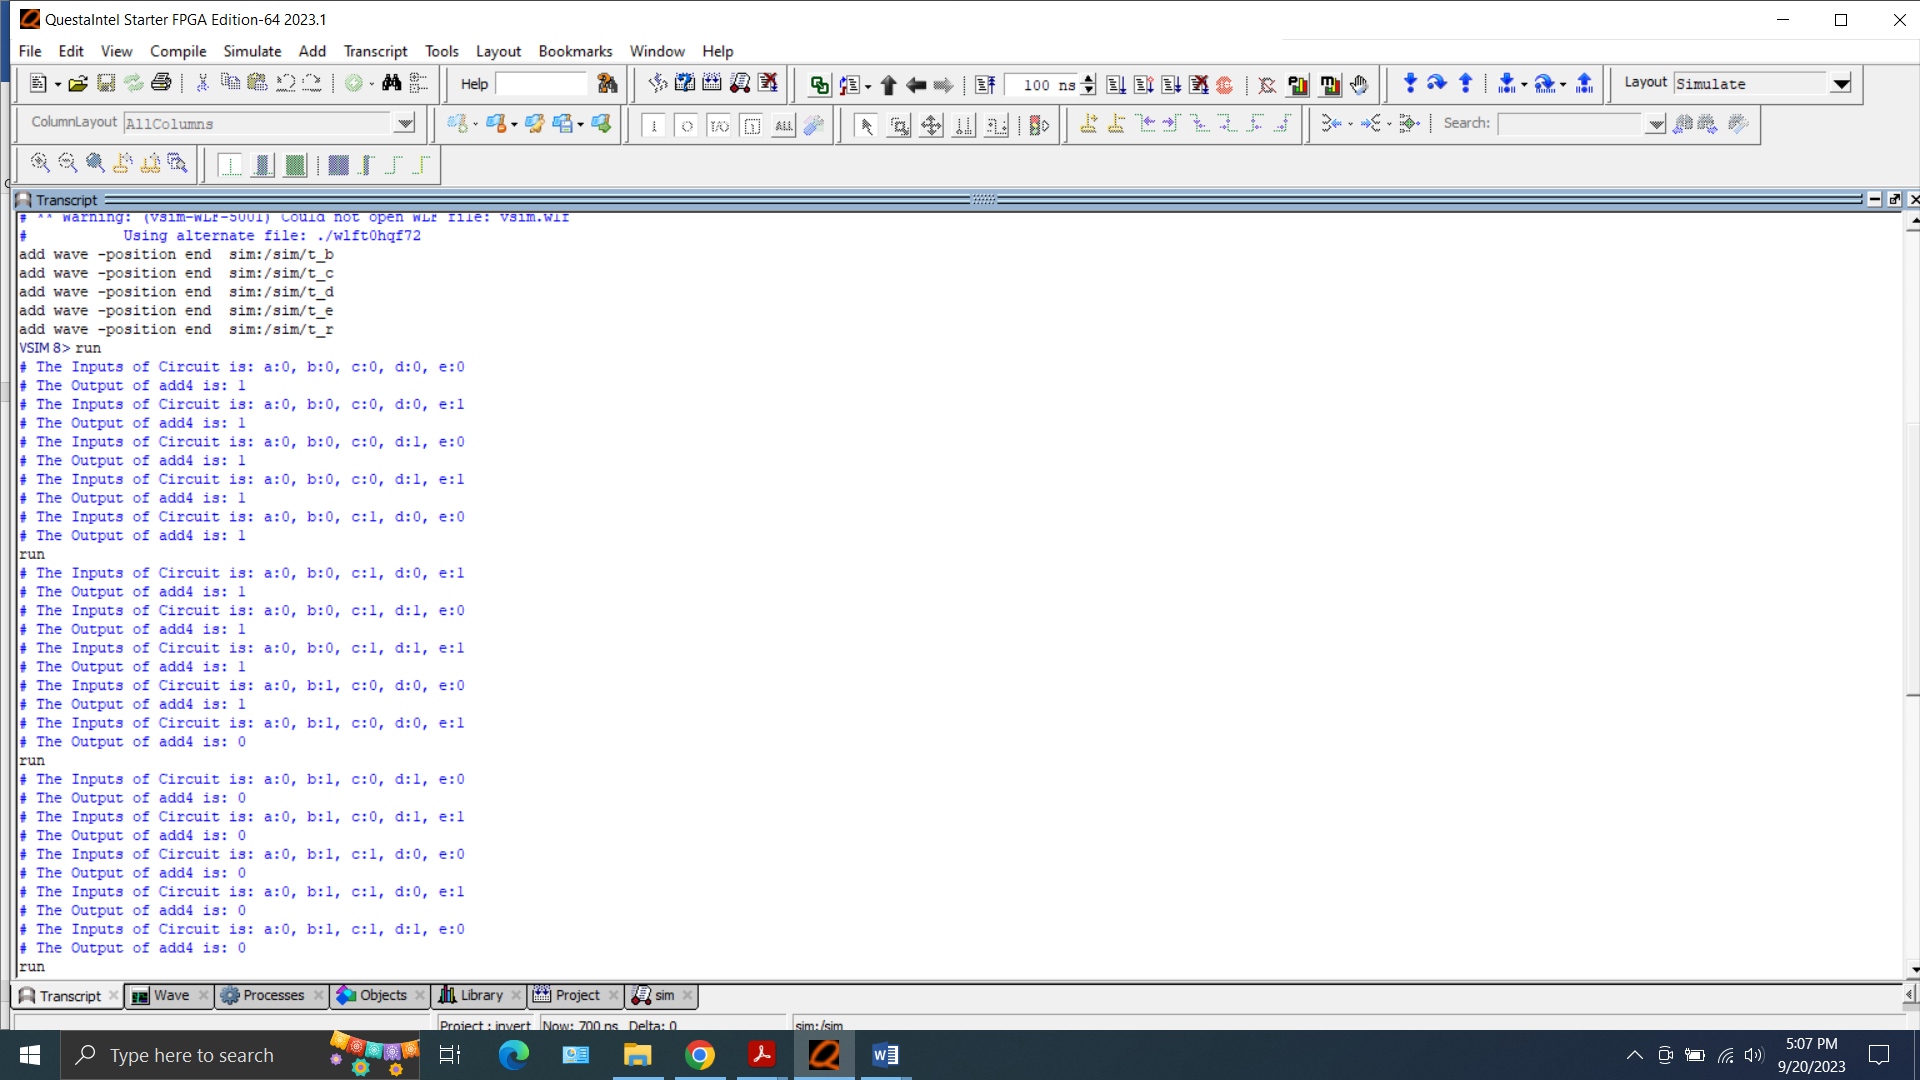 QuestaIntel Starter FPGA Edition-64 2023.1
File Edit View Compile Simulate Add Transcript Tools Layout Bookmarks Window Help
Help 100 ns Layout Simulate
ColumnLayout AllColumns Search:
Transcript
# ** Warning: (vsim-WLF-5001) Could not open WLF file: vsim.wlf
# Using alternate file: ./wlft0hqf72
add wave -position end sim:/sim/t_b
add wave -position end sim:/sim/t_c
add wave -position end sim:/sim/t_d
add wave -position end sim:/sim/t_e
add wave -position end sim:/sim/t_r
VSIM 8> run
# The Inputs of Circuit is: a:0, b:0, c:0, d:0, e:0
# The Output of add4 is: 1
# The Inputs of Circuit is: a:0, b:0, c:0, d:0, e:1
# The Output of add4 is: 1
# The Inputs of Circuit is: a:0, b:0, c:0, d:1, e:0
# The Output of add4 is: 1
# The Inputs of Circuit is: a:0, b:0, c:0, d:1, e:1
# The Output of add4 is: 1
# The Inputs of Circuit is: a:0, b:0, c:1, d:0, e:0
# The Output of add4 is: 1
run
# The Inputs of Circuit is: a:0, b:0, c:1, d:0, e:1
# The Output of add4 is: 1
# The Inputs of Circuit is: a:0, b:0, c:1, d:1, e:0
# The Output of add4 is: 1
# The Inputs of Circuit is: a:0, b:0, c:1, d:1, e:1
# The Output of add4 is: 1
# The Inputs of Circuit is: a:0, b:1, c:0, d:0, e:0
# The Output of add4 is: 1
# The Inputs of Circuit is: a:0, b:1, c:0, d:0, e:1
# The Output of add4 is: 0
run
# The Inputs of Circuit is: a:0, b:1, c:0, d:1, e:0
# The Output of add4 is: 0
# The Inputs of Circuit is: a:0, b:1, c:0, d:1, e:1
# The Output of add4 is: 0
# The Inputs of Circuit is: a:0, b:1, c:1, d:0, e:0
# The Output of add4 is: 0
# The Inputs of Circuit is: a:0, b:1, c:1, d:0, e:1
# The Output of add4 is: 0
# The Inputs of Circuit is: a:0, b:1, c:1, d:1, e:0
# The Output of add4 is: 0
run
Transcript Wave Processes Objects Library Project sim
Project : invert Now: 700 ns Delta: 0 sim:/sim
Type here to search
5:07 PM
9/20/2023